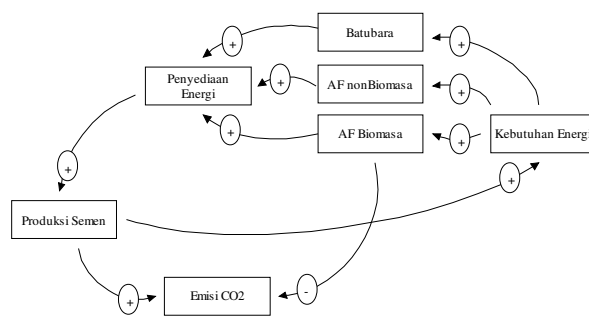 Batubara
+
+
Penyediaan
Energi
AF nonBiomasa
+
+
AF Biomasa
+
+
Kebutuhan Energi
+
+
Produksi Semen
Emisi CO2
+
-